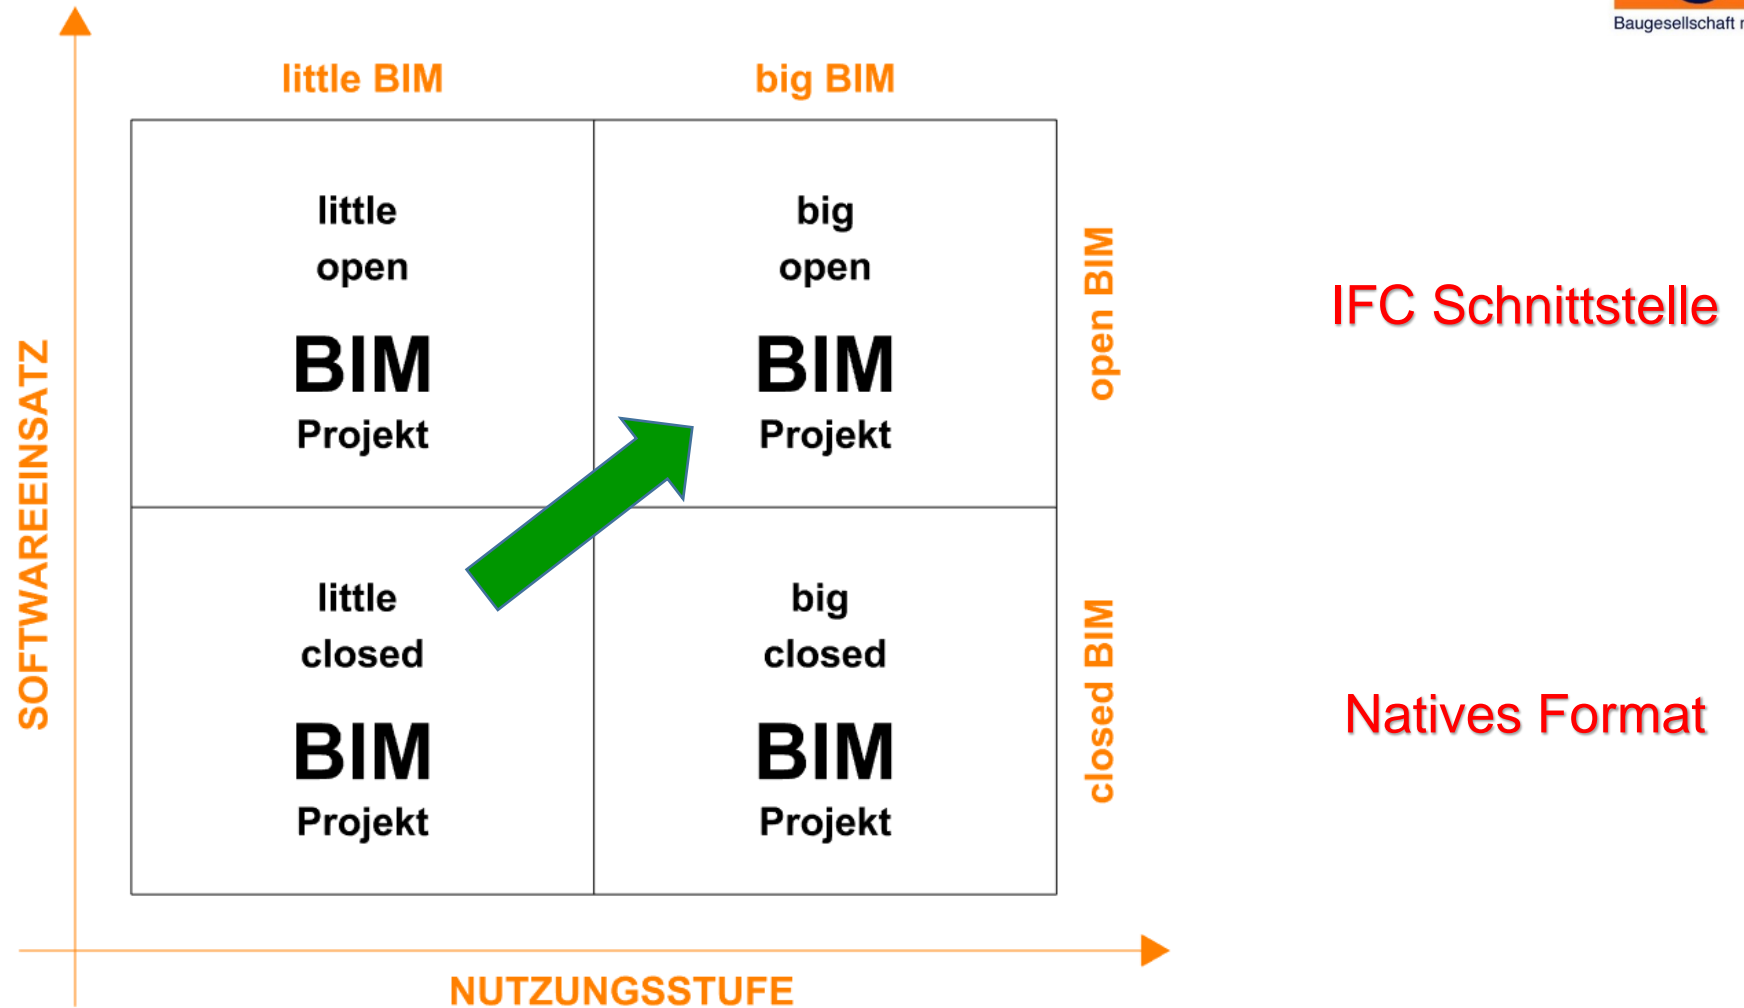 Baugesellschaft
little BIM
big BIM
little
open
BIM
Projekt
big
open
BIM
Projekt
open BIM
IFC Schnittstelle
SOFTWAREEINSATZ
little
closed
BIM
Projekt
big
closed
BIM
Projekt
closed BIM
Natives Format
NUTZUNGSSTUFE